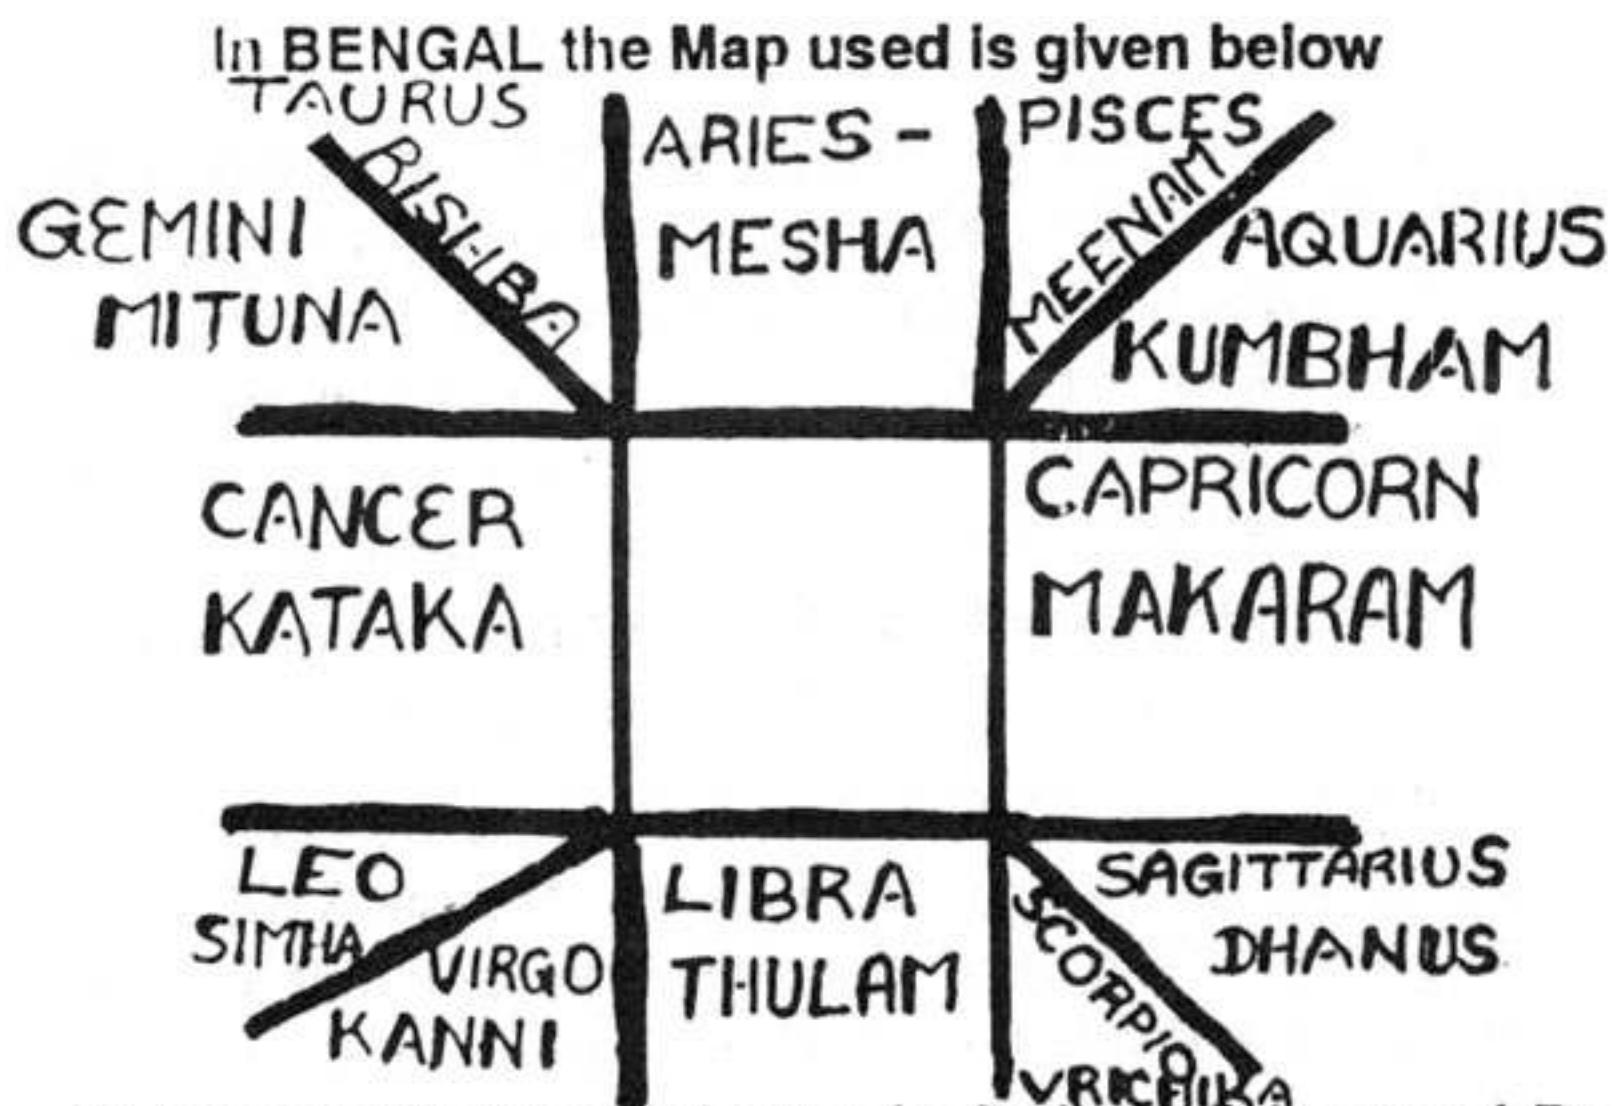 In BENGAL the Map used is given below
TAURUS
BISHBA
ARIES -
MESHA
PISCES
MEENAM
GEMINI
MITUNA
AQUARIUS
KUMBHAM
CANCER
KATAKA
CAPRICORN
MAKARAM
LEO
SIMHA
VIRGO
KANNI
LIBRA
THULAM
SCORPIO
VRICHIKA
SAGITTARIUS
DHANUS